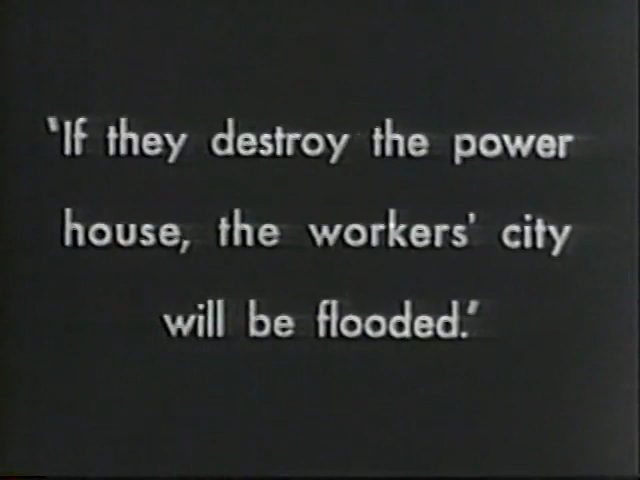 ‛If they destroy the power
house, the workers' city
will be flooded.’